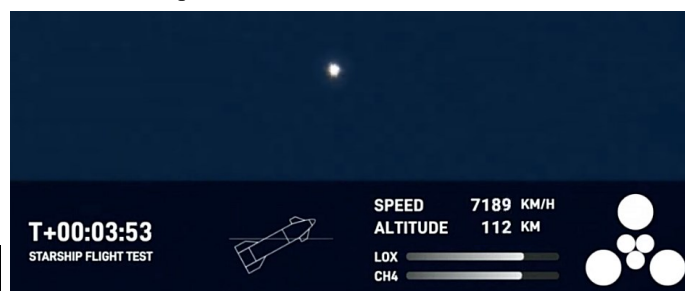 T+00:03:53
STARSHIP FLIGHT TEST
SPEED 7189 KM/H
ALTITUDE 112 KM
LOX
CH4